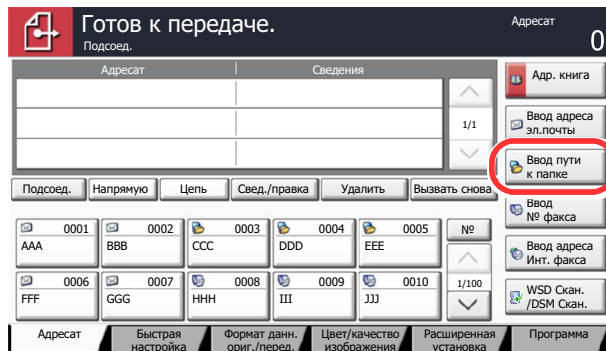 Готов к передаче.
Подсоед.
Адресат
0
Адресат
Сведения
1/1
Адр. книга
Ввод адреса
эл.почты
Ввод пути
к папке
Ввод
№ факса
Ввод адреса
Инт. факса
WSD Скан.
/DSM Скан.
Подсоед.
Напрямую
Цепь
Свед./правка
Удалить
Вызвать снова
0001
AAA
0002
BBB
0003
CCC
0004
DDD
0005
EEE
№
0006
FFF
0007
GGG
0008
HHH
0009
III
0010
JJJ
1/100
Адресат
Быстрая
настройка
Формат данн.
ориг./перед.
Цвет/качество
изображения
Расширенная
установка
Программа